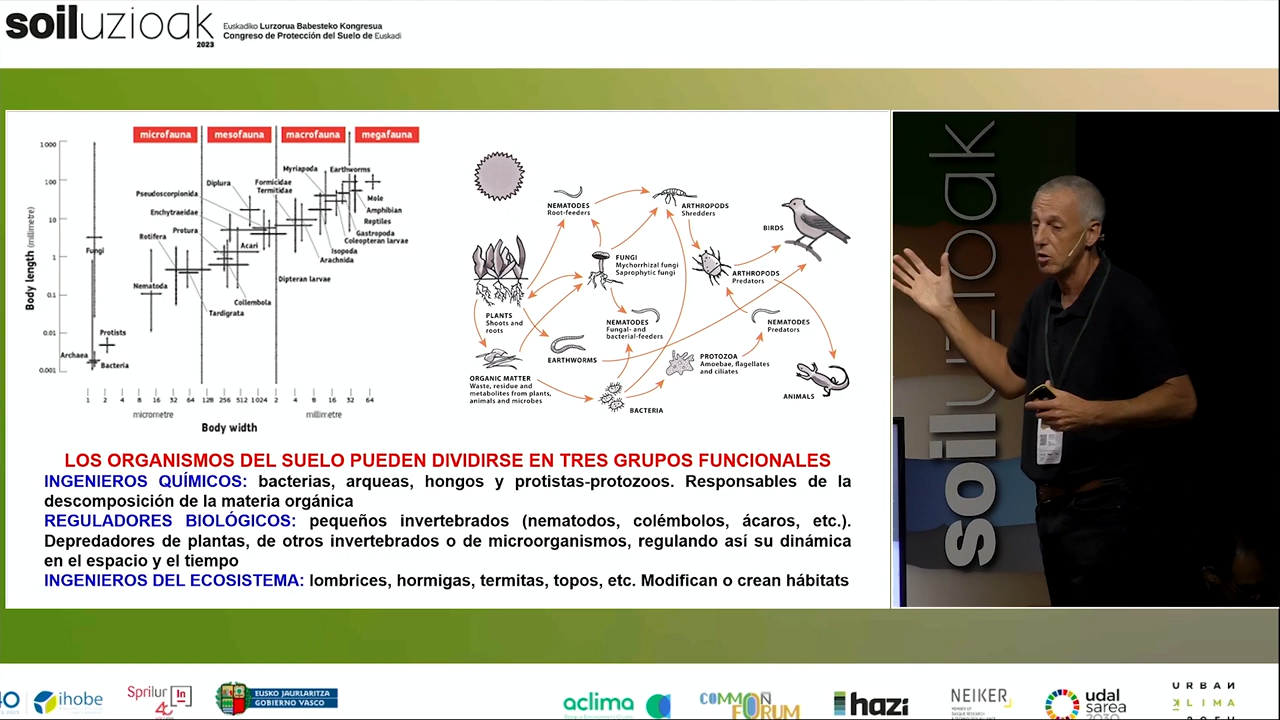 soiluzioak
2023
Euskadiko Lurzorua Babesteko Kongresua
Congreso de Protección del Suelo de Euskadi
microfauna mesofauna macrofauna megafauna
Body length (millimetre)
1000
100
10
1
0.1
0.01
0.001
Myriapoda
Earthworms
Diplura
Formicidae
Termitidae
Pseudoscorpionida
Mole
Enchytraeidae
Amphibian
Protura
Reptiles
Rotifera
Gastropoda
Coleopteran larvae
Acari
Fungi
Isopoda
Arachnida
Nematoda
Dipteran larvae
Collembola
Tardigrata
Protists
Archaea
Bacteria
1 2 4 8 16 32 64 128 256 512 1024 2 4 8 16 32 64
micrometre millimetre
Body width
NEMATODES
Root-feeders
ARTHROPODS
Shredders
BIRDS
FUNGI
Mychorrhizal fungi
Saprophytic fungi
ARTHROPODS
Predators
PLANTS
Shoots and
roots
NEMATODES
Fungal- and
bacterial-feeders
NEMATODES
Predators
EARTHWORMS
PROTOZOA
Amoebae, flagellates
and ciliates
ORGANIC MATTER
Waste, residue and
metabolites from plants,
animals and microbes
ANIMALS
BACTERIA
LOS ORGANISMOS DEL SUELO PUEDEN DIVIDIRSE EN TRES GRUPOS FUNCIONALES
INGENIEROS QUÍMICOS: bacterias, arqueas, hongos y protistas-protozoos. Responsables de la
descomposición de la materia orgánica
REGULADORES BIOLÓGICOS: pequeños invertebrados (nematodos, colémbolos, ácaros, etc.).
Depredadores de plantas, de otros invertebrados o de microorganismos, regulando así su dinámica
en el espacio y el tiempo
INGENIEROS DEL ECOSISTEMA: lombrices, hormigas, termitas, topos, etc. Modifican o crean hábitats
soiluzioak
ihobe
Sprilur
In
EUSKO JAURLARITZA
GOBIERNO VASCO
aclima
COMMON
FORUM
hazi
NEIKER
udal
sarea
2030
URBAN
KLIMA